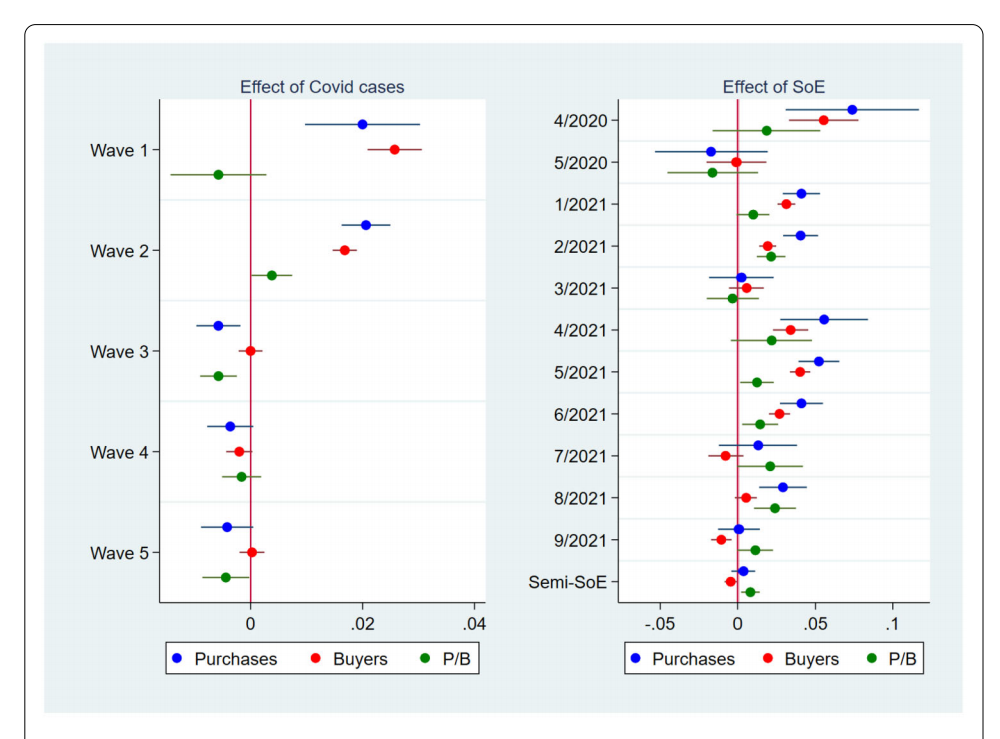 Effect of Covid cases
Wave 1
Wave 2
Wave 3
Wave 4
Wave 5
0 .02 .04
Purchases Buyers P/B
Effect of SoE
4/2020
5/2020
1/2021
2/2021
3/2021
4/2021
5/2021
6/2021
7/2021
8/2021
9/2021
Semi-SoE
-.05 0 .05 .1
Purchases Buyers P/B